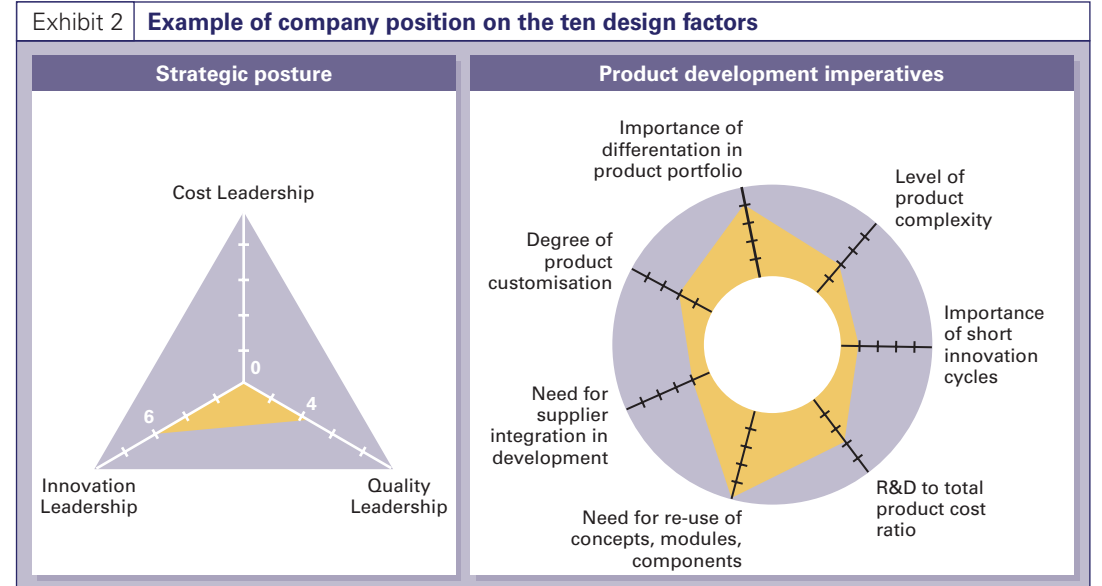 Exhibit 2
Example of company position on the ten design factors
Strategic posture
Cost Leadership
0
6
4
Innovation
Leadership
Quality
Leadership
Product development imperatives
Importance of
differentation in
product portfolio
Level of
product
complexity
Degree of
product
customisation
Importance
of short
innovation
cycles
Need for
supplier
integration in
development
R&D to total
product cost
ratio
Need for re-use of
concepts, modules,
components